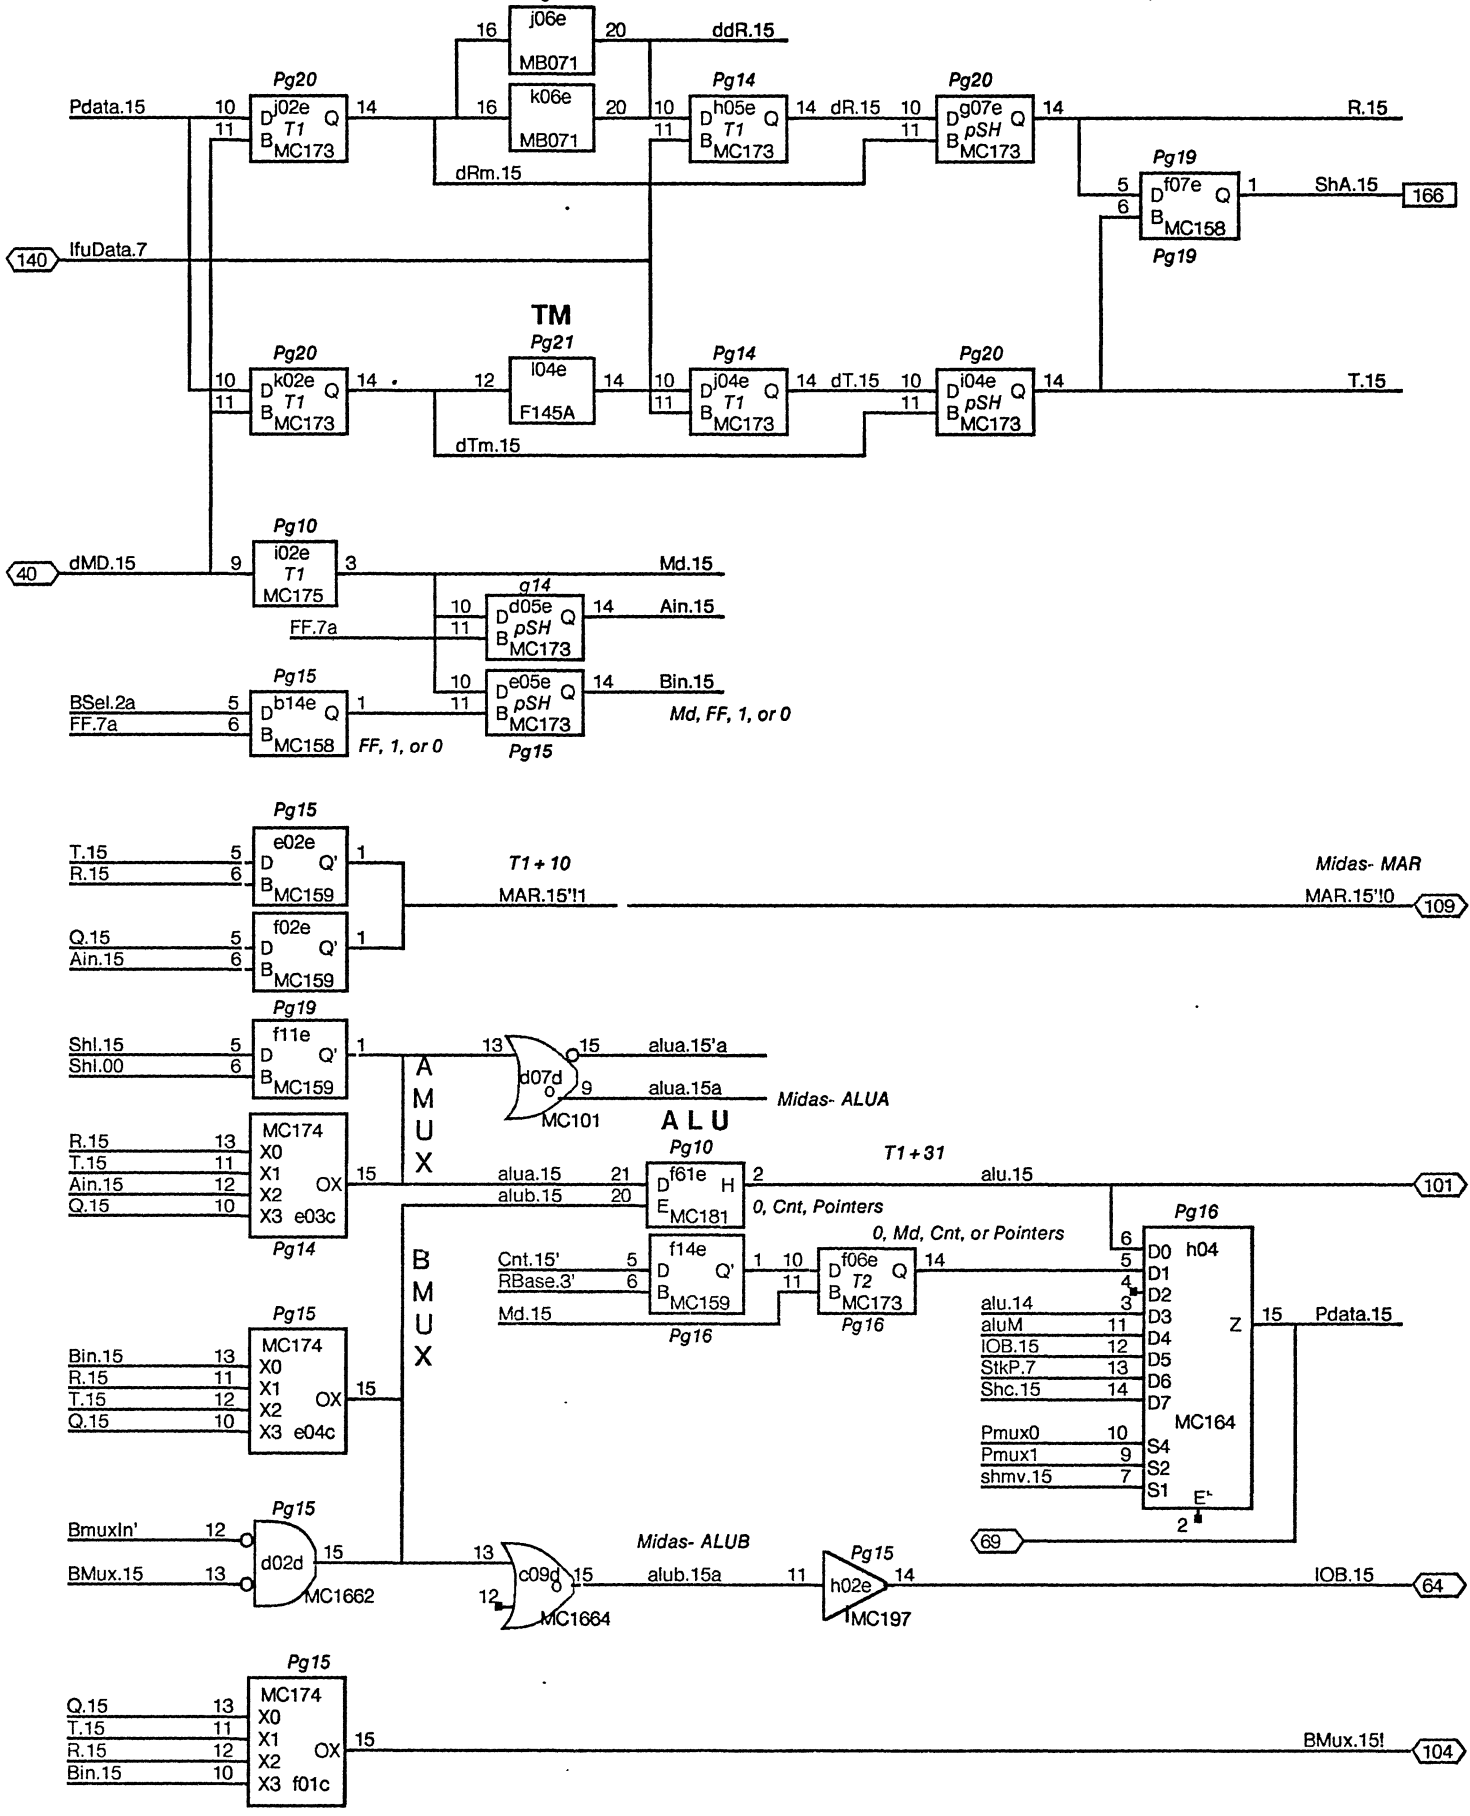 j06e
16 20 ddR.15
MB071
Pg20 k06e Pg14 Pg20
Pdata.15 10 D j02e Q 14 16 20 10 D h05e Q 14 dR.15 10 D g07e Q 14 R.15
11 B T1 MC173 MB071 11 B T1 MC173 11 B pSH MC173
dRm.15
Pg19
5 D f07e Q 1 ShA.15 166
6 B MC158
Pg19
140 IfuData.7
TM
Pg20 Pg21 Pg14 Pg20
10 D k02e Q 14 12 l04e 14 10 D j04e Q 14 dT.15 10 D i04e Q 14 T.15
11 B T1 MC173 F145A 11 B T1 MC173 11 B pSH MC173
dTm.15
Pg10
40 dMD.15 9 i02e 3 Md.15
T1
MC175
g14
10 D d05e Q 14 Ain.15
FF.7a 11 B pSH MC173
Pg15
10 D e05e Q 14 Bin.15
BSel.2a 5 D b14e Q 1 11 B pSH MC173
FF.7a 6 B MC158
FF, 1, or 0 Pg15 Md, FF, 1, or 0
Pg15
T.15 5 D e02e Q' 1
R.15 6 B MC159
T1 + 10 Midas- MAR
MAR.15'!1 MAR.15'!0 109
Q.15 5 D f02e Q' 1
Ain.15 6 B MC159
Pg19
Shl.15 5 D f11e Q' 1 13 d07d 15 alua.15'a
Shl.00 6 B MC159
9 alua.15a Midas- ALUA
MC101
A
M
U
X
MC174
R.15 13 X0
T.15 11 X1
Ain.15 12 X2 OX 15
Q.15 10 X3 e03c
Pg14
ALU
Pg10 T1 + 31
alua.15 21 D f61e H 2 alu.15 101
alub.15 20 E MC181 0, Cnt, Pointers
0, Md, Cnt, or Pointers
Cnt.15' 5 D f14e Q' 1 10 D f06e Q 14
RBase.3' 6 B MC159 11 B T2 MC173
Md.15 Pg16 Pg16
B
M
U
X
Pg16
6 D0 h04
5 D1
4 D2
alu.14 3 D3
aluM 11 D4
IOB.15 12 D5
StkP.7 13 D6
Shc.15 14 D7
Z 15 Pdata.15
MC164
Pmux0 10 S4
Pmux1 9 S2
shmv.15 7 S1
E'
2
69
Pg15
MC174
Bin.15 13 X0
R.15 11 X1
T.15 12 X2 OX 15
Q.15 10 X3 e04c
Pg15
BmuxIn' 12 d02d 15
BMux.15 13 MC1662
Midas- ALUB Pg15
13 c09d 15 alub.15a 11 h02e 14 IOB.15 64
12 MC1664 MC197
Pg15
MC174
Q.15 13 X0
T.15 11 X1
R.15 12 X2 OX 15 BMux.15! 104
Bin.15 10 X3 f01c